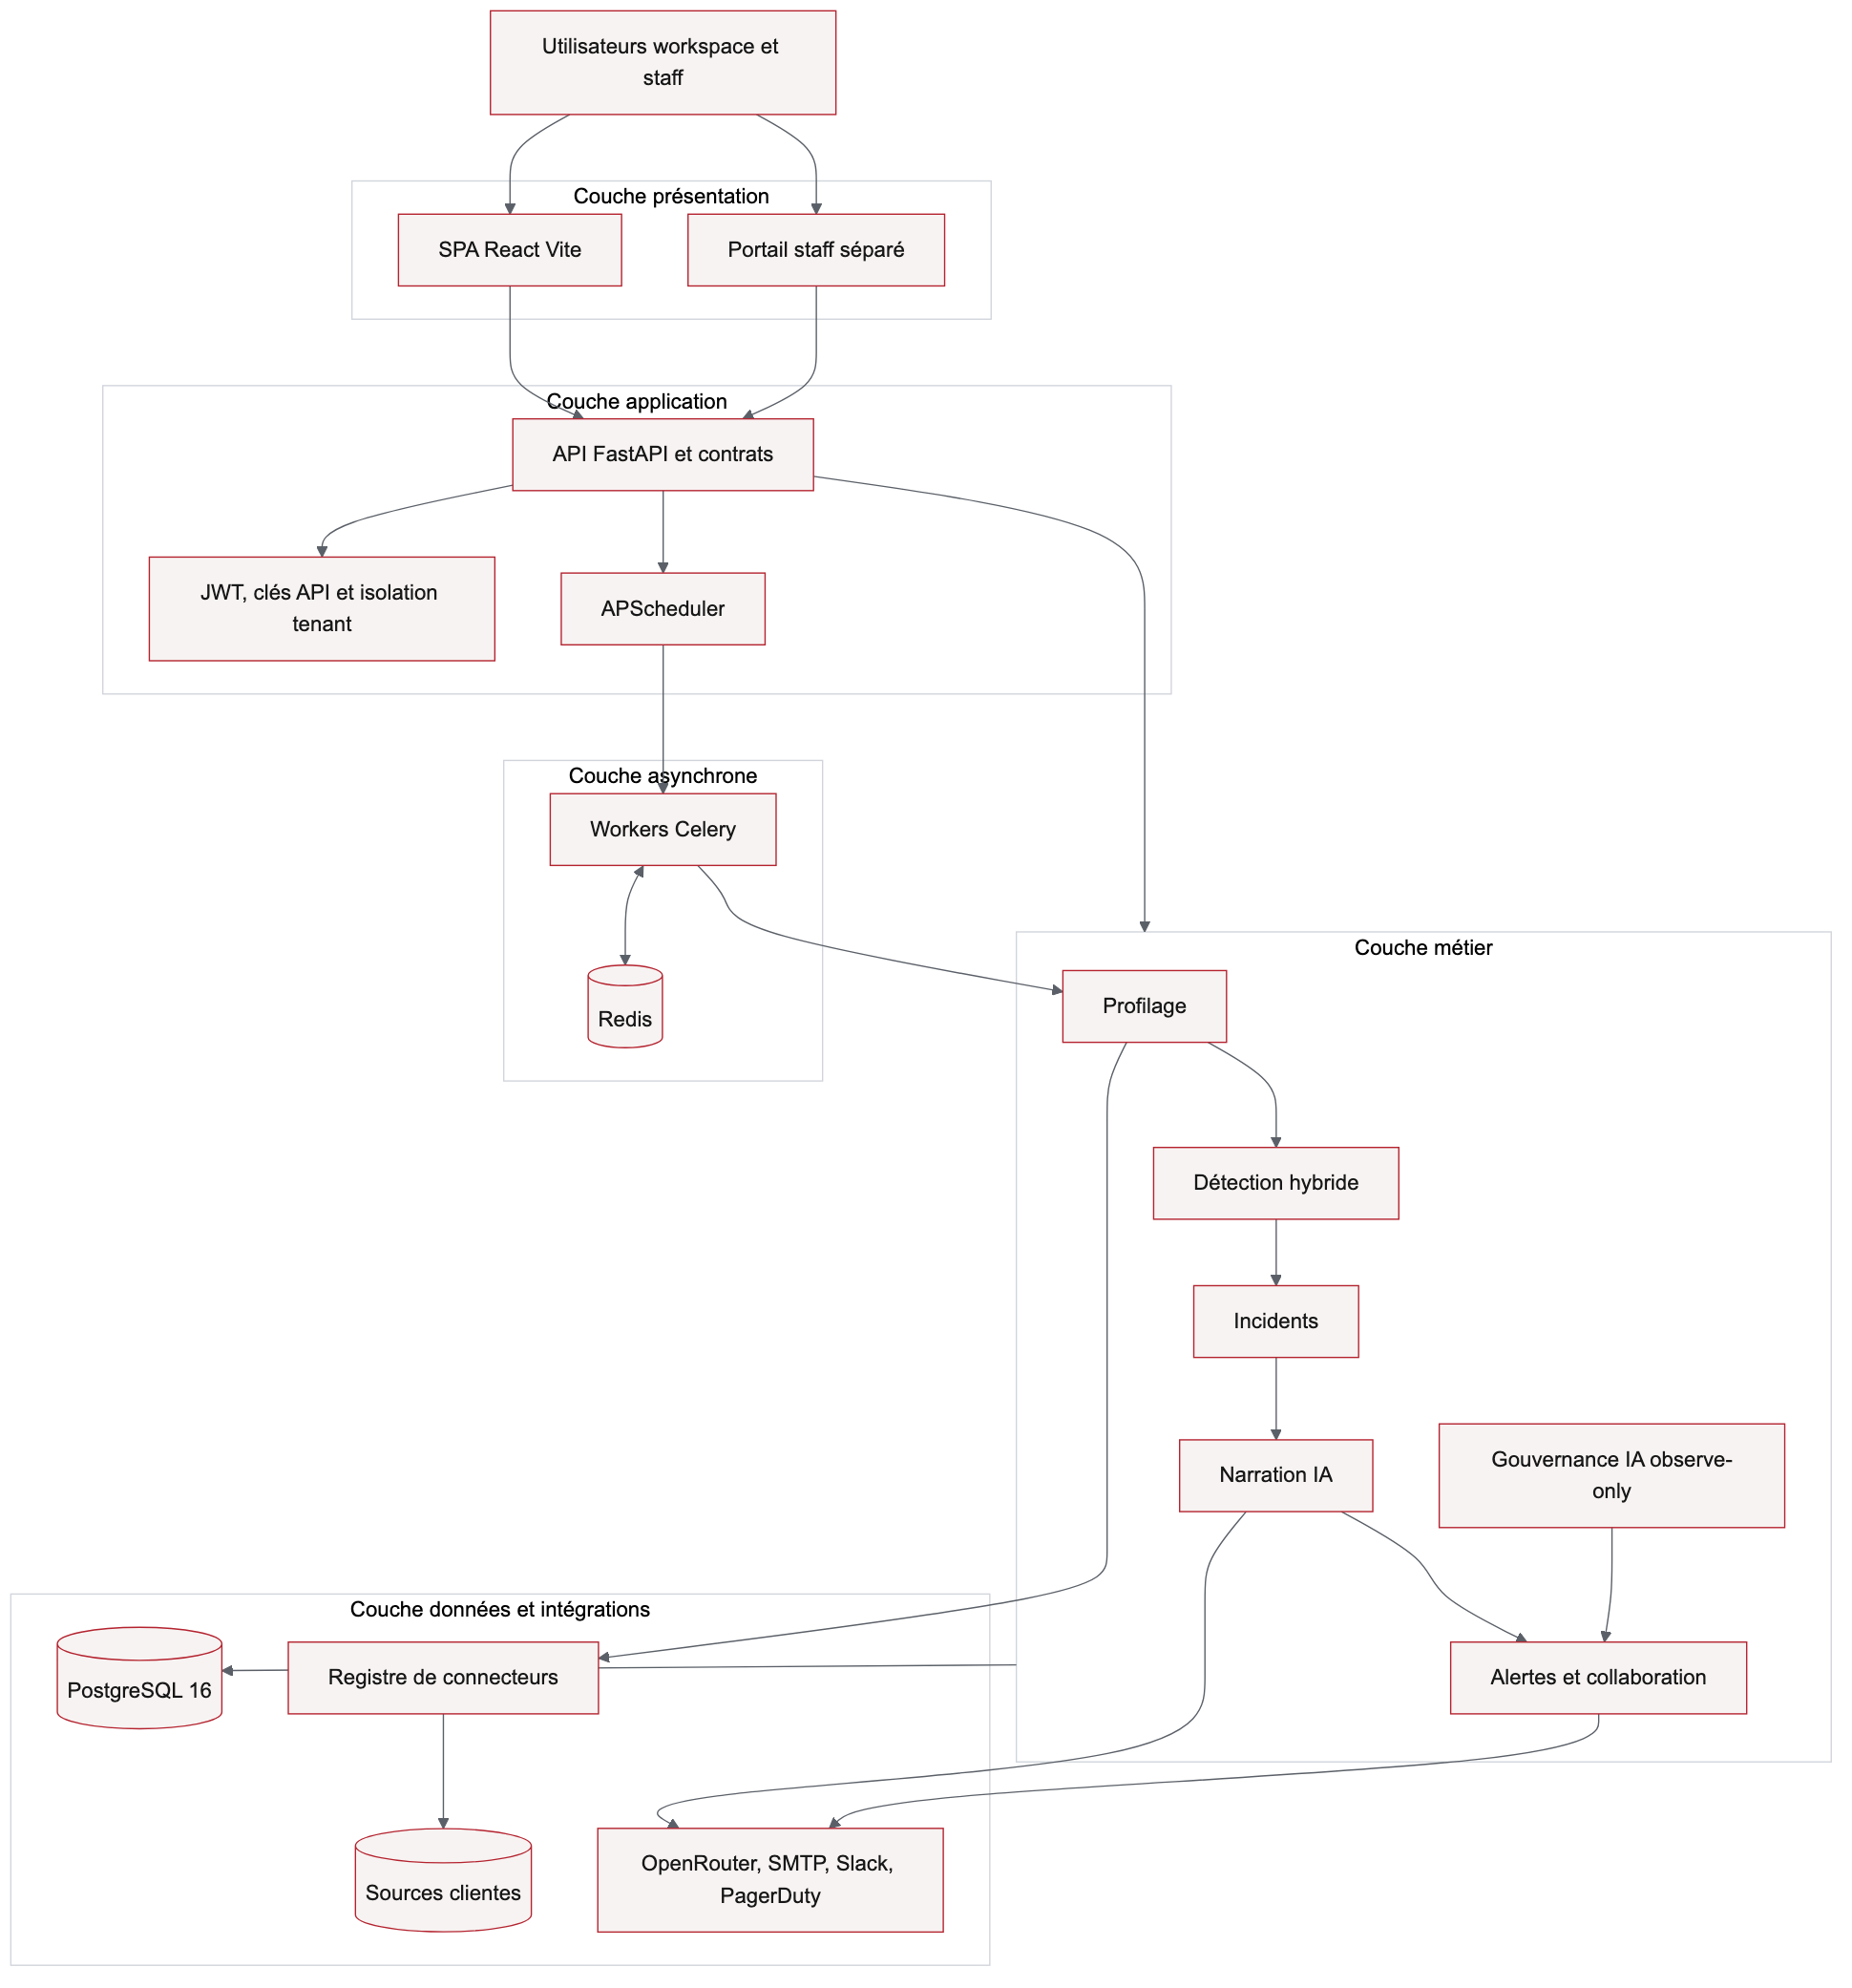 Utilisateurs workspace et
staff
Couche présentation
SPA React Vite
Portail staff séparé
Couche application
API FastAPI et contrats
JWT, clés API et isolation
tenant
APScheduler
Couche asynchrone
Workers Celery
Redis
Couche métier
Profilage
Détection hybride
Incidents
Narration IA
Gouvernance IA observe-
only
Alertes et collaboration
Couche données et intégrations
PostgreSQL 16
Registre de connecteurs
Sources clientes
OpenRouter, SMTP, Slack,
PagerDuty